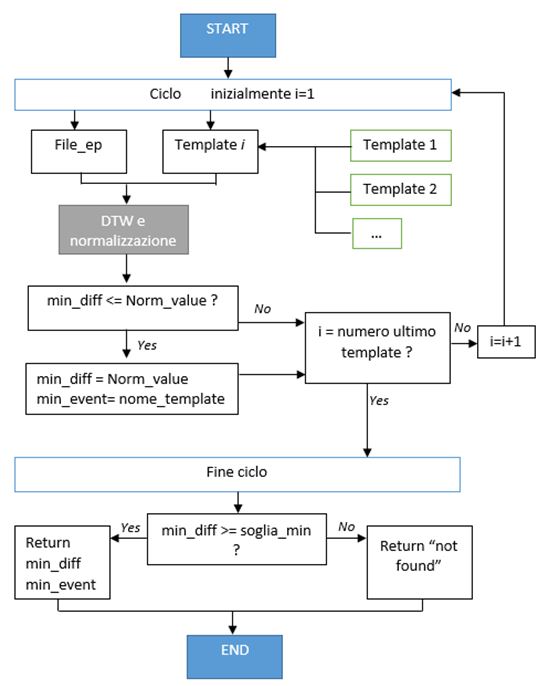 START
Ciclo inizialmente i=1
File_ep
Template i
Template 1
Template 2
...
DTW e
normalizzazione
min_diff <= Norm_value ?
No
Yes
i = numero ultimo
template ?
No
i=i+1
min_diff = Norm_value
min_event= nome_template
Yes
Fine ciclo
min_diff >= soglia_min
?
Yes
No
Return
min_diff
min_event
Return “not
found”
END